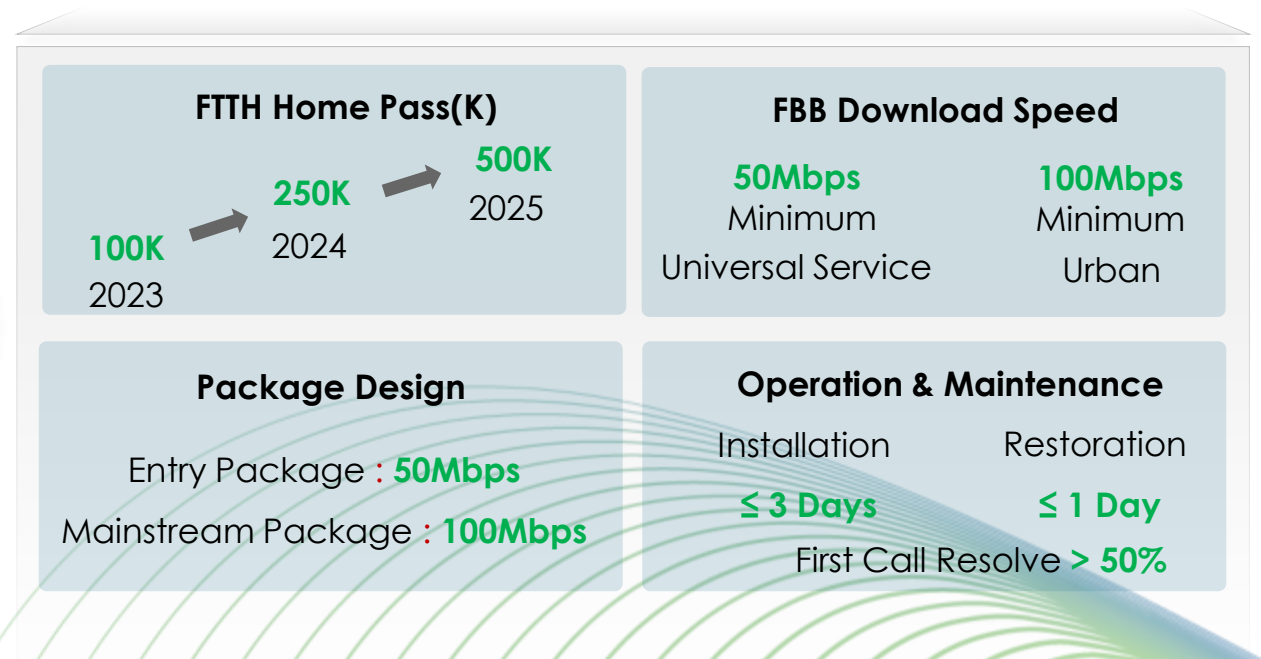 FTTH Home Pass(K)
100K
2023
250K
2024
500K
2025
FBB Download Speed
50Mbps
Minimum
Universal Service
100Mbps
Minimum
Urban
Package Design
Entry Package : 50Mbps
Mainstream Package : 100Mbps
Operation & Maintenance
Installation
≤ 3 Days
Restoration
≤ 1 Day
First Call Resolve > 50%